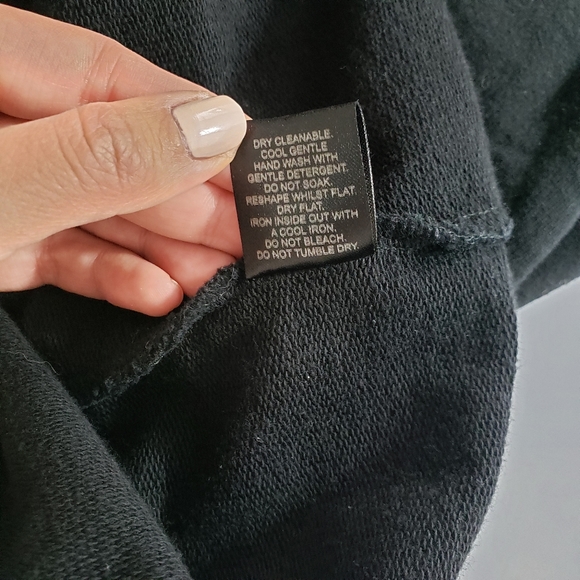 DRY CLEANABLE.
COOL GENTLE
HAND WASH WITH
GENTLE DETERGENT.
DO NOT SOAK.
RESHAPE WHILST FLAT.
DRY FLAT.
IRON INSIDE OUT WITH
A COOL IRON.
DO NOT BLEACH.
DO NOT TUMBLE DRY.